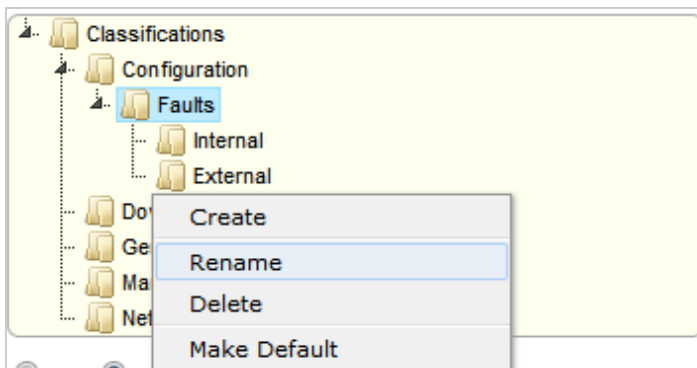 Classifications
Configuration
Faults
Internal
External
Create
Rename
Delete
Make Default